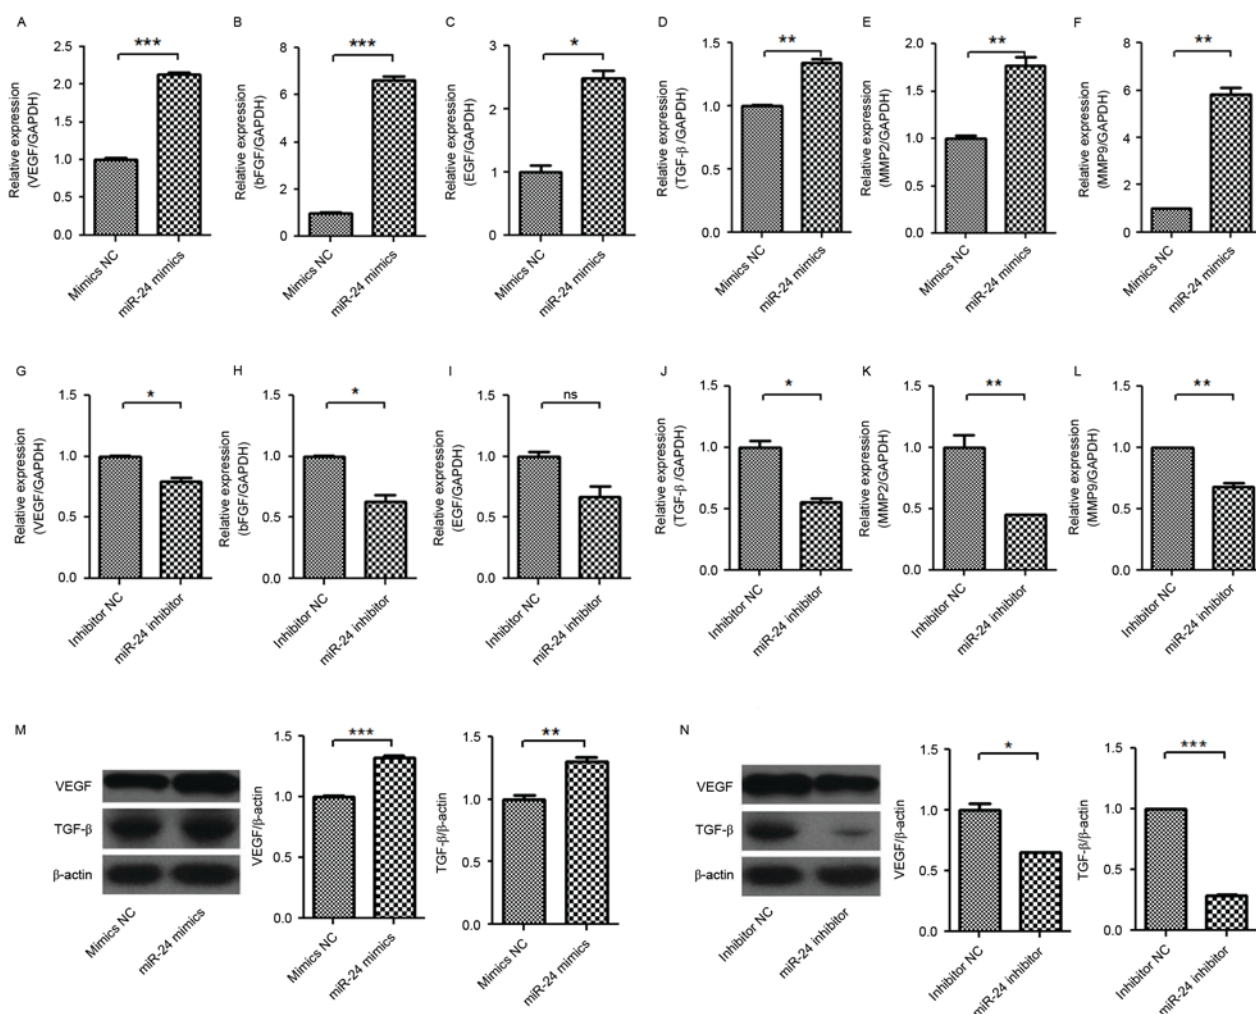 A
Relative expression
(VEGF/GAPDH)
2.5
2.0
1.5
1.0
0.5
0.0
***
Mimics NC
miR-24 mimics
B
Relative expression
(bFGF/GAPDH)
8
6
4
2
0
***
Mimics NC
miR-24 mimics
C
Relative expression
(EGF/GAPDH)
3
2
1
0
*
Mimics NC
miR-24 mimics
D
Relative expression
(TGF-β /GAPDH)
1.5
1.0
0.5
0.0
**
Mimics NC
miR-24 mimics
E
Relative expression
(MMP2/GAPDH)
2.0
1.5
1.0
0.5
0.0
**
Mimics NC
miR-24 mimics
F
Relative expression
(MMP9/GAPDH)
8
6
4
2
0
**
Mimics NC
miR-24 mimics
G
Relative expression
(VEGF/GAPDH)
1.5
1.0
0.5
0.0
*
Inhibitor NC
miR-24 inhibitor
H
Relative expression
(bFGF/GAPDH)
1.5
1.0
0.5
0.0
*
Inhibitor NC
miR-24 inhibitor
I
Relative expression
(EGF/GAPDH)
1.5
1.0
0.5
0.0
ns
Inhibitor NC
miR-24 inhibitor
J
Relative expression
(TGF-β /GAPDH)
1.5
1.0
0.5
0.0
*
Inhibitor NC
miR-24 inhibitor
K
Relative expression
(MMP2/GAPDH)
1.5
1.0
0.5
0.0
**
Inhibitor NC
miR-24 inhibitor
L
Relative expression
(MMP9/GAPDH)
1.5
1.0
0.5
0.0
**
Inhibitor NC
miR-24 inhibitor
M
VEGF
TGF-β
β-actin
Mimics NC
miR-24 mimics
VEGF/β-actin
1.5
1.0
0.5
0.0
***
Mimics NC
miR-24 mimics
TGF-β/β-actin
1.5
1.0
0.5
0.0
**
Mimics NC
miR-24 mimics
N
VEGF
TGF-β
β-actin
Inhibitor NC
miR-24 inhibitor
VEGF/β-actin
1.5
1.0
0.5
0.0
*
Inhibitor NC
miR-24 inhibitor
TGF-β/β-actin
1.5
1.0
0.5
0.0
***
Inhibitor NC
miR-24 inhibitor